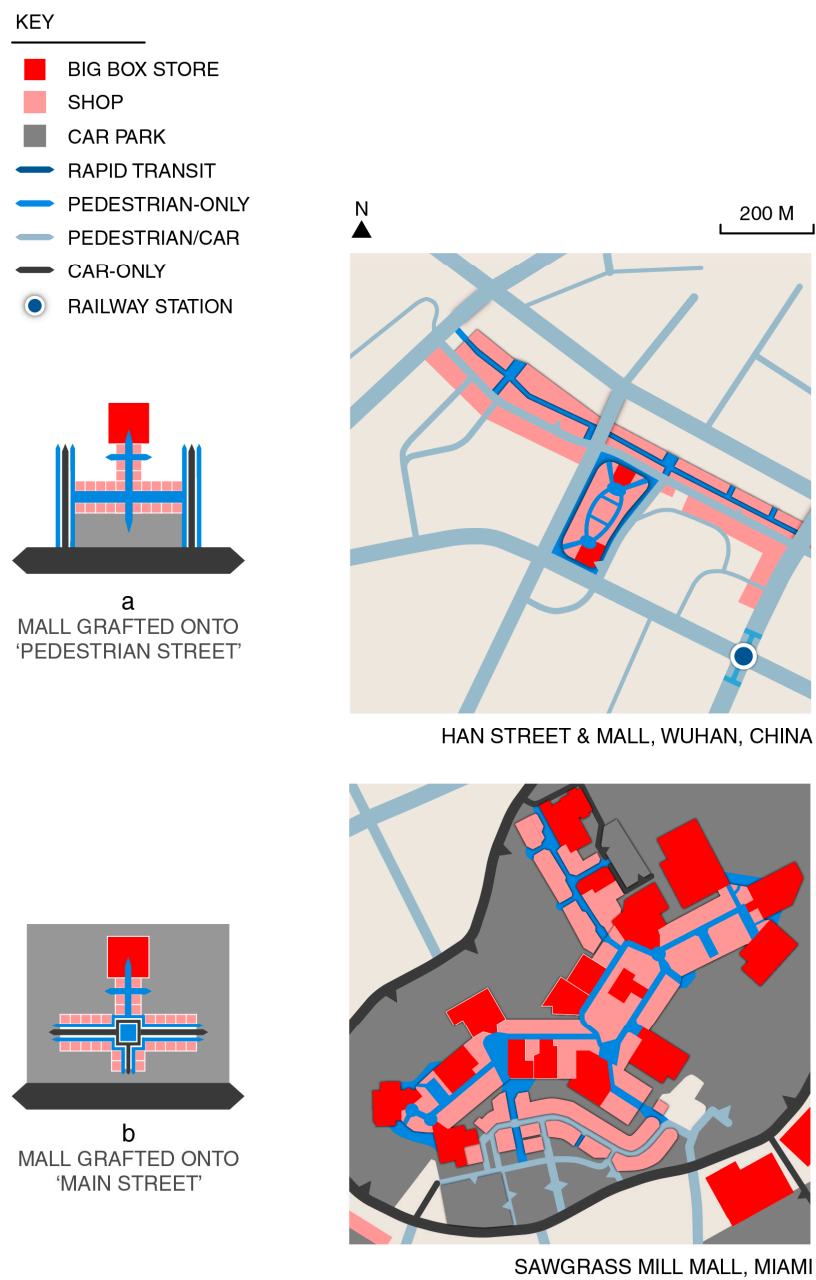 KEY
BIG BOX STORE
SHOP
CAR PARK
RAPID TRANSIT
PEDESTRIAN-ONLY
PEDESTRIAN/CAR
CAR-ONLY
RAILWAY STATION
N
200 M
a
MALL GRAFTED ONTO
‘PEDESTRIAN STREET’
HAN STREET & MALL, WUHAN, CHINA
b
MALL GRAFTED ONTO
‘MAIN STREET’
SAWGRASS MILL MALL, MIAMI